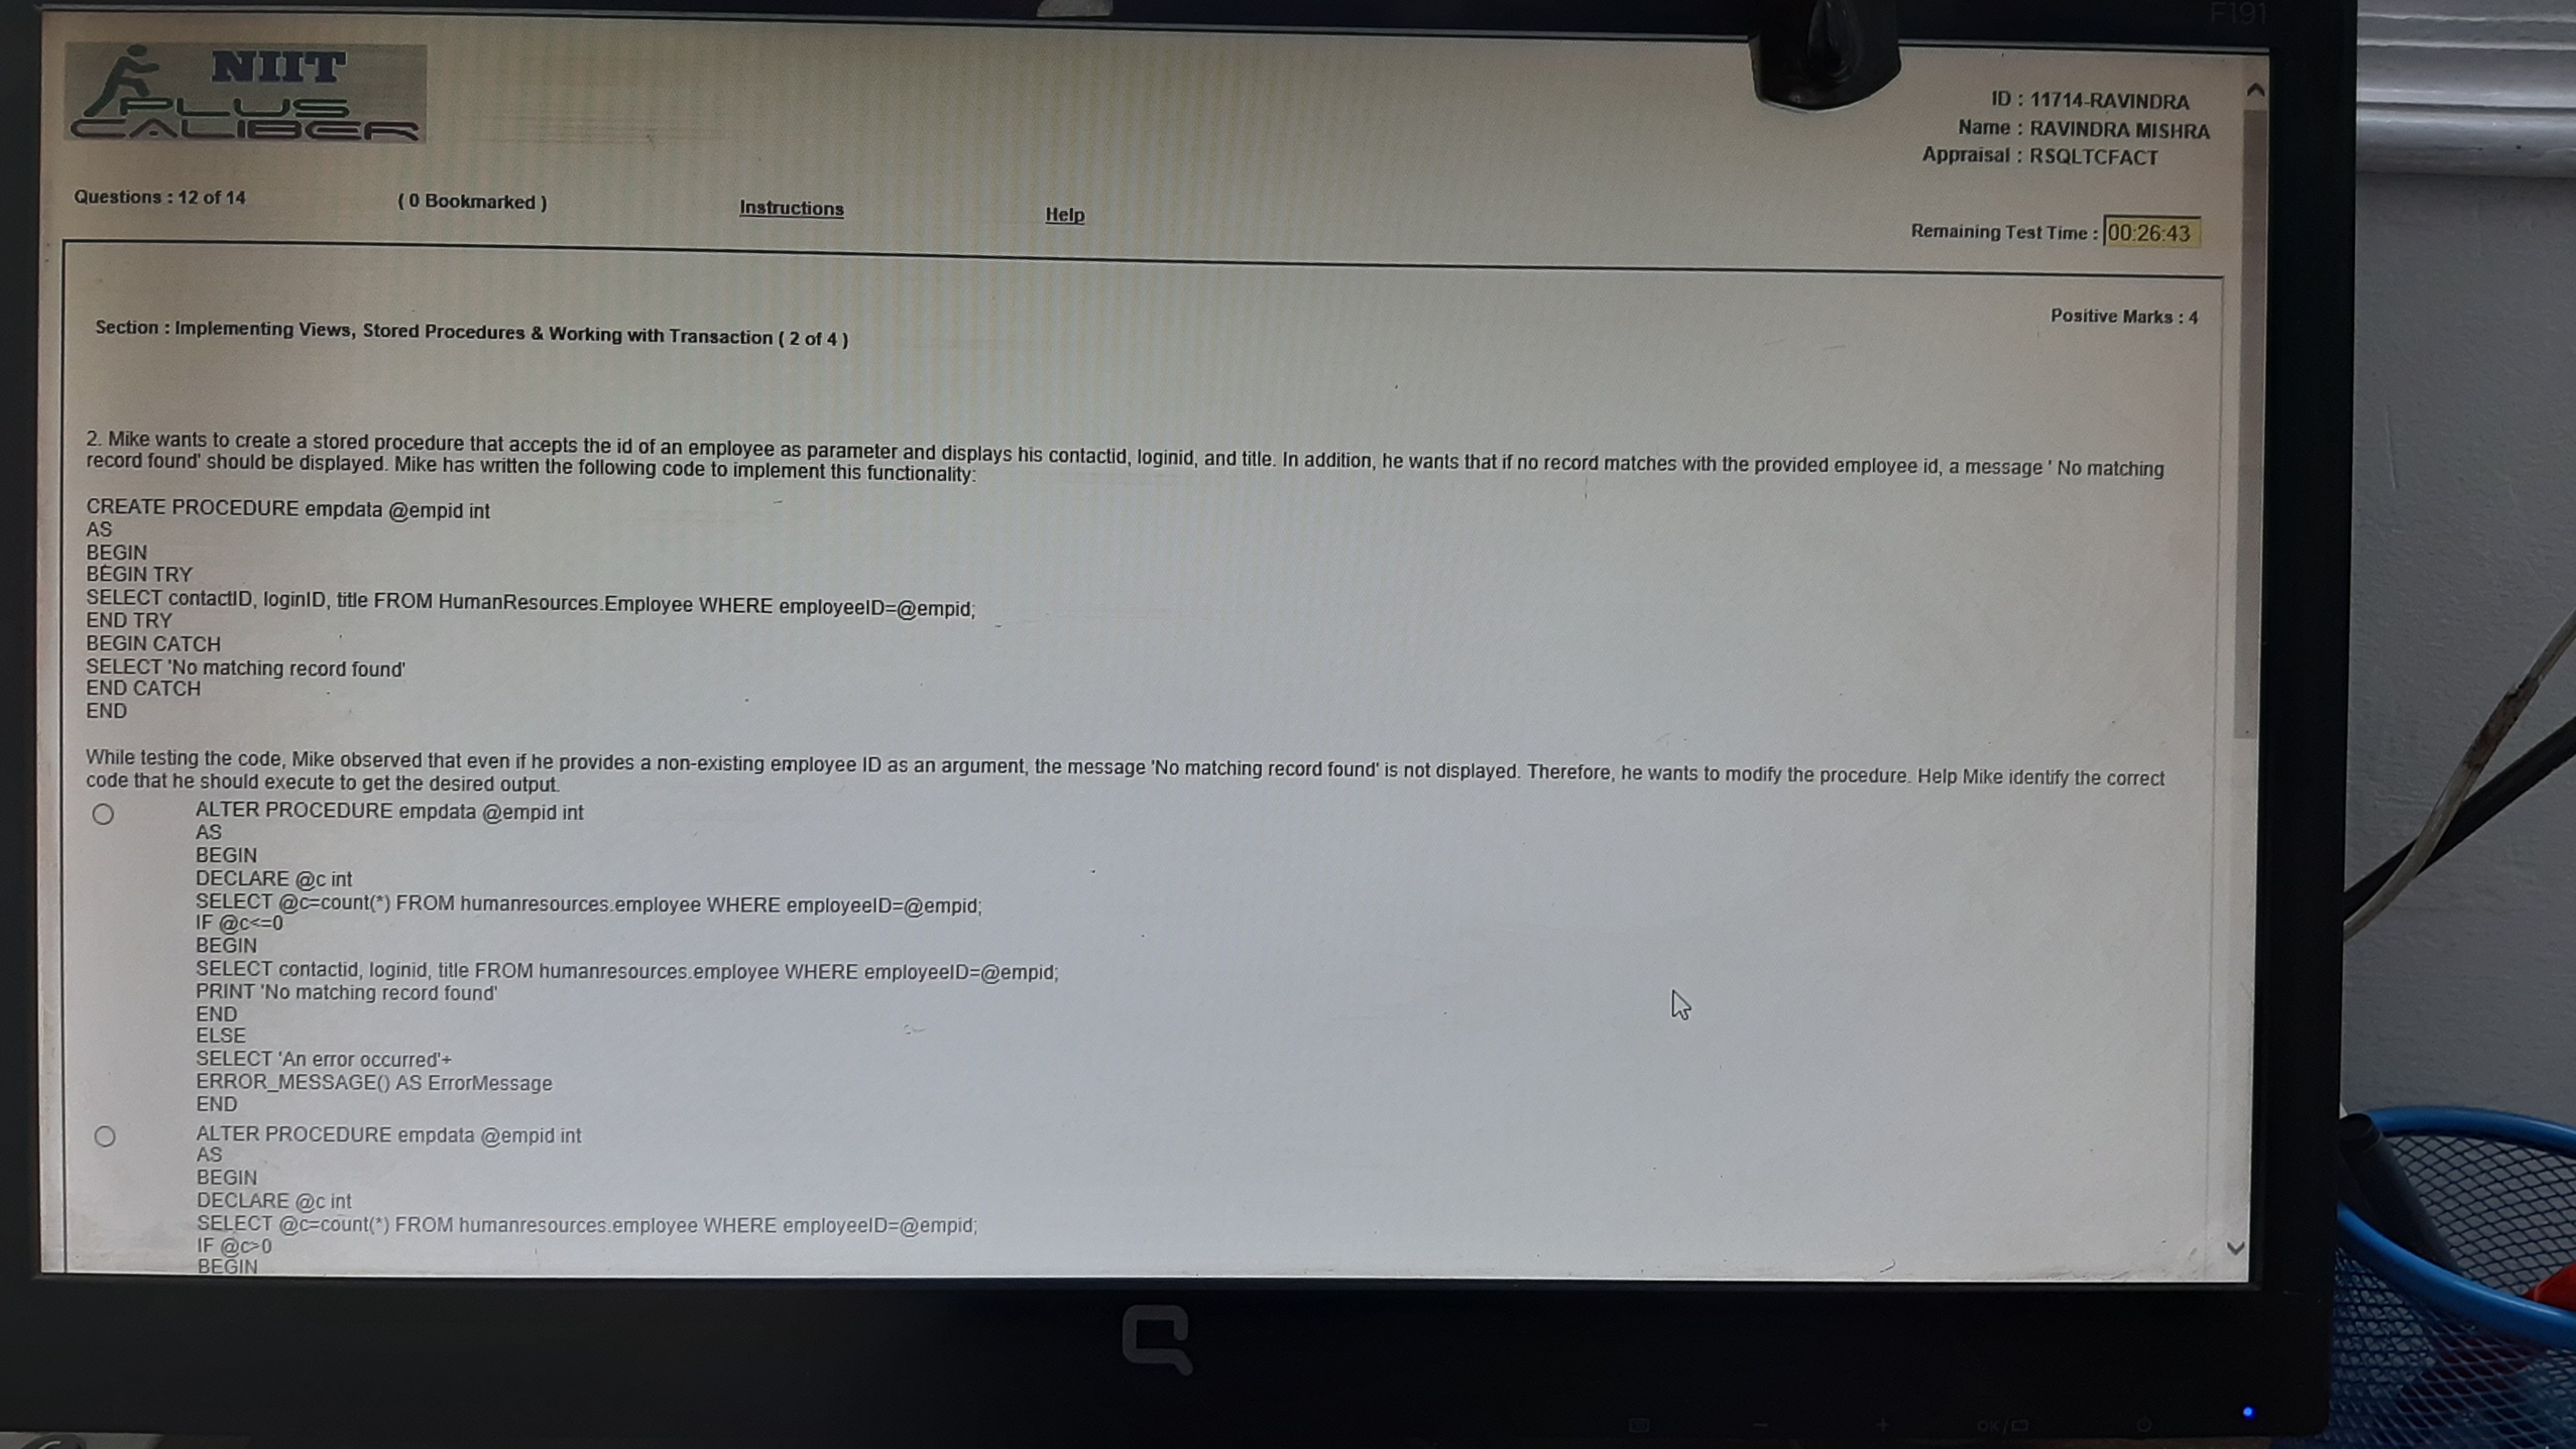 F191
NIIT
PLUS
CALIBER
ID : 11714-RAVINDRA
Name : RAVINDRA MISHRA
Appraisal : RSQLTCFACT
Questions : 12 of 14
( 0 Bookmarked )
Instructions
Help
Remaining Test Time : 00:26:43
Positive Marks : 4
Section : Implementing Views, Stored Procedures & Working with Transaction ( 2 of 4 )
2. Mike wants to create a stored procedure that accepts the id of an employee as parameter and displays his contactid, loginid, and title. In addition, he wants that if no record matches with the provided employee id, a message ' No matching
record found' should be displayed. Mike has written the following code to implement this functionality:
CREATE PROCEDURE empdata @empid int
AS
BEGIN
BEGIN TRY
SELECT contactID, loginID, title FROM HumanResources.Employee WHERE employeeID=@empid;
END TRY
BEGIN CATCH
SELECT 'No matching record found'
END CATCH
END
While testing the code, Mike observed that even if he provides a non-existing employee ID as an argument, the message 'No matching record found' is not displayed. Therefore, he wants to modify the procedure. Help Mike identify the correct
code that he should execute to get the desired output.
ALTER PROCEDURE empdata @empid int
AS
BEGIN
DECLARE @c int
SELECT @c=count(*) FROM humanresources.employee WHERE employeeID=@empid;
IF @c<=0
BEGIN
SELECT contactid, loginid, title FROM humanresources.employee WHERE employeeID=@empid;
PRINT 'No matching record found'
END
ELSE
SELECT 'An error occurred'+
ERROR_MESSAGE() AS ErrorMessage
END
ALTER PROCEDURE empdata @empid int
AS
BEGIN
DECLARE @c int
SELECT @c=count(*) FROM humanresources.employee WHERE employeeID=@empid;
IF @c>0
BEGIN
OK/